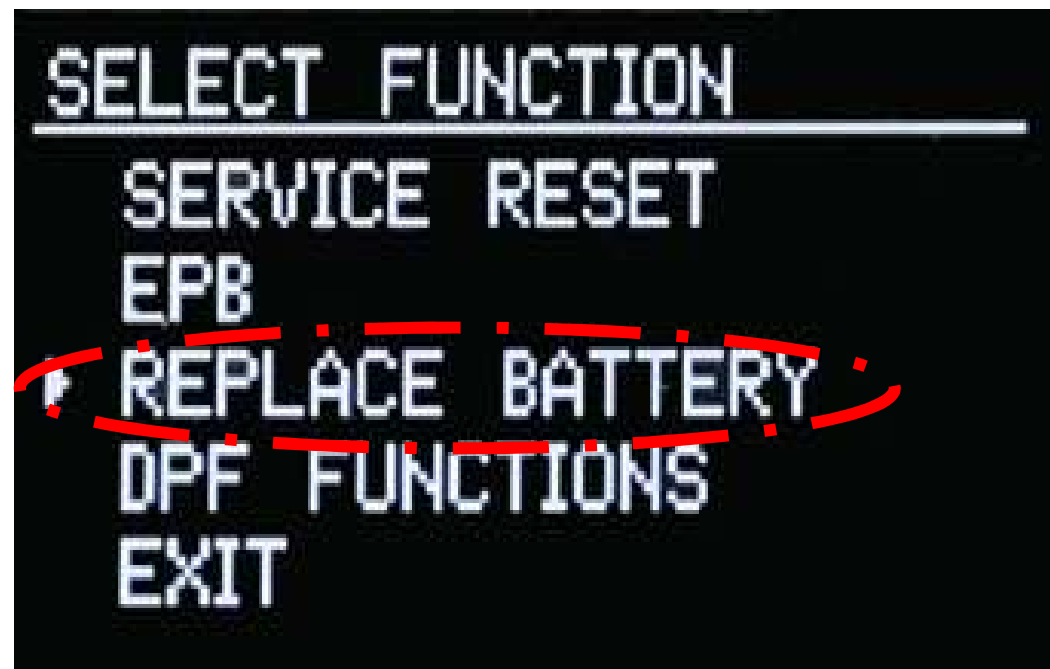 SELECT FUNCTION
SERVICE RESET
EPB
REPLACE BATTERY
DPF FUNCTIONS
EXIT